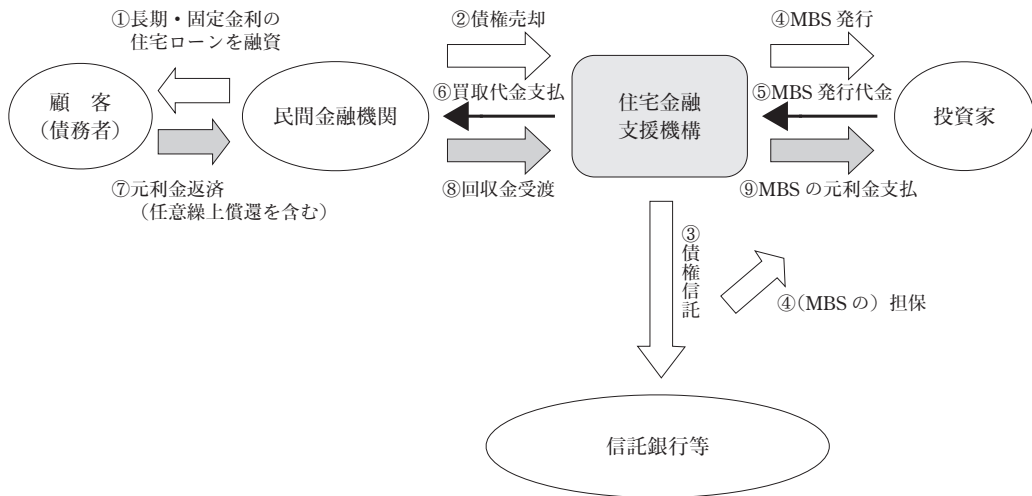 ①長期・固定金利の
住宅ローンを融資
②債権売却
④MBS 発行
顧 客
（債務者）
民間金融機関
⑥買取代金支払
住宅金融
支援機構
⑤MBS 発行代金
投資家
⑦元利金返済
（任意繰上償還を含む）
⑧回収金受渡
⑨MBS の元利金支払
③債権信託
④（MBS の）担保
信託銀行等